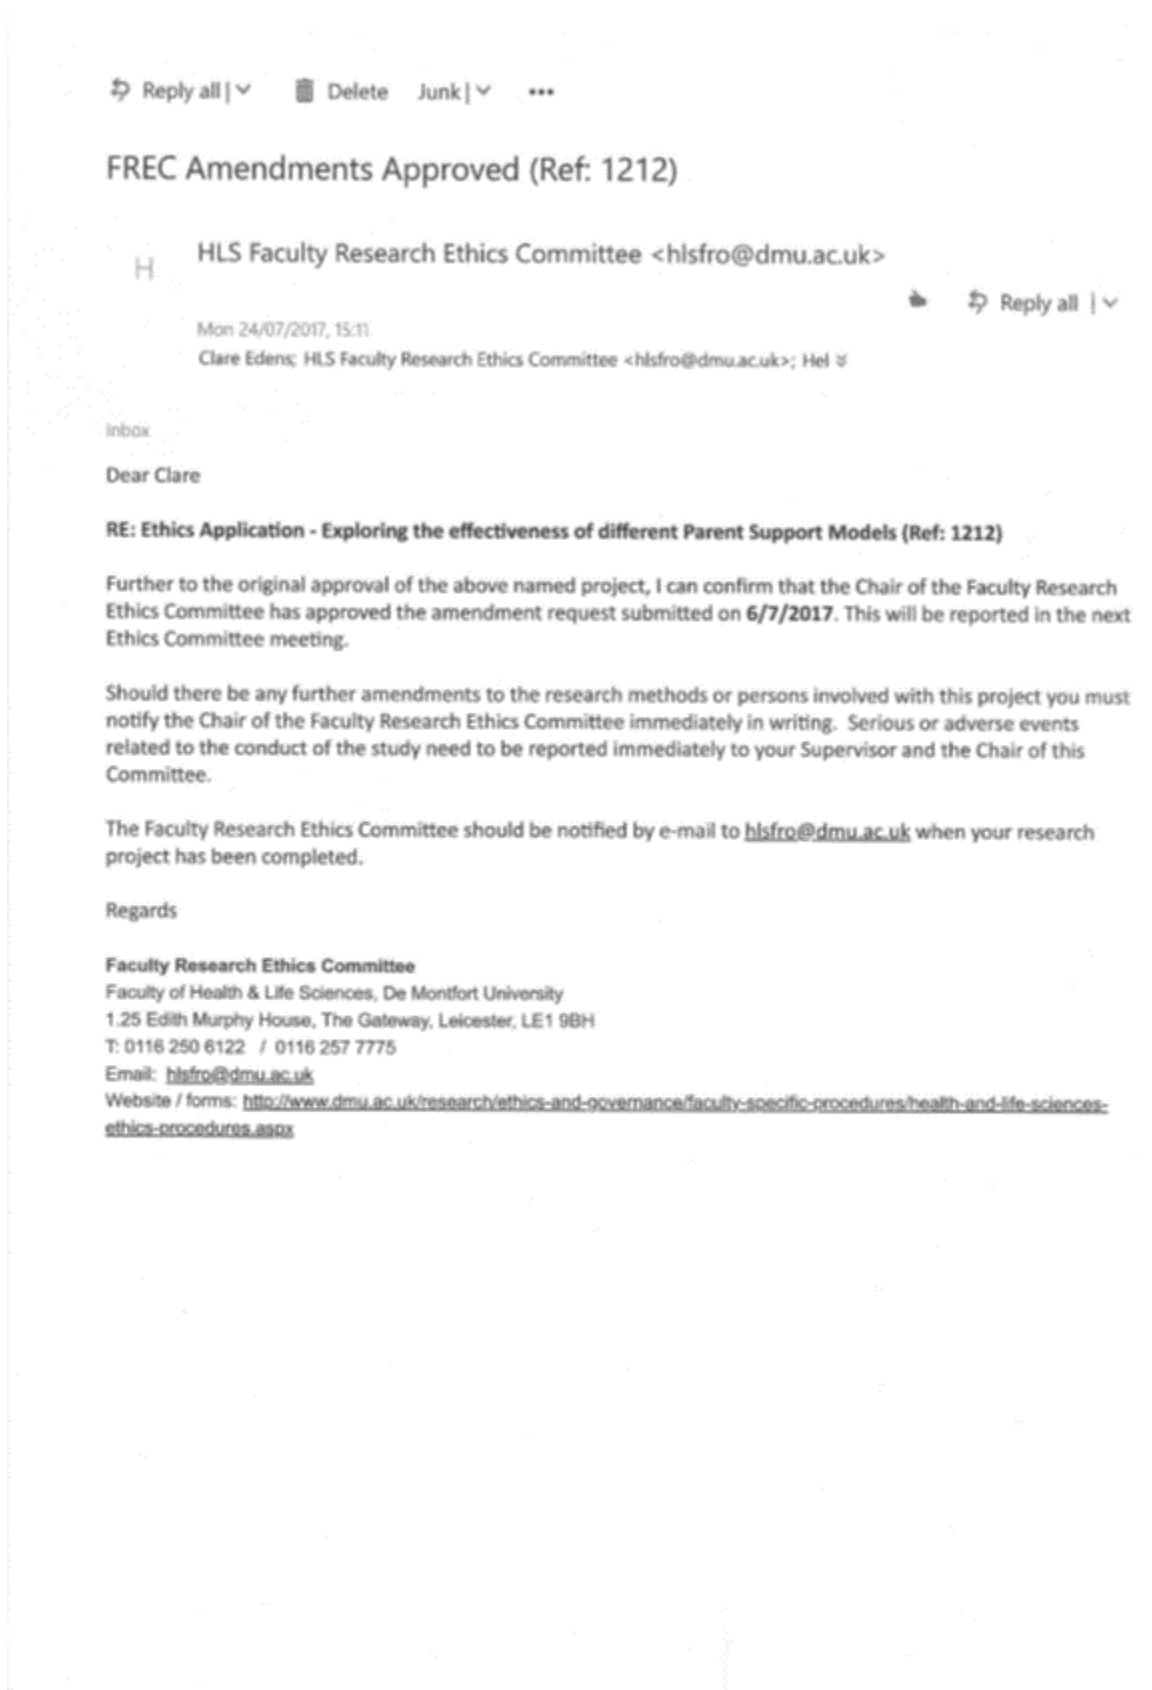 Reply all | Delete Junk | ...
FREC Amendments Approved (Ref: 1212)
H
HLS Faculty Research Ethics Committee <hlsfro@dmu.ac.uk>
Reply all |
Mon 24/07/2017, 15:11
Clare Edens; HLS Faculty Research Ethics Committee <hlsfro@dmu.ac.uk>; Hel
Inbox
Dear Clare
RE: Ethics Application - Exploring the effectiveness of different Parent Support Models (Ref: 1212)
Further to the original approval of the above named project, I can confirm that the Chair of the Faculty Research
Ethics Committee has approved the amendment request submitted on 6/7/2017. This will be reported in the next
Ethics Committee meeting.
Should there be any further amendments to the research methods or persons involved with this project you must
notify the Chair of the Faculty Research Ethics Committee immediately in writing. Serious or adverse events
related to the conduct of the study need to be reported immediately to your Supervisor and the Chair of this
Committee.
The Faculty Research Ethics Committee should be notified by e-mail to hlsfro@dmu.ac.uk when your research
project has been completed.
Regards
Faculty Research Ethics Committee
Faculty of Health & Life Sciences, De Montfort University
1.25 Edith Murphy House, The Gateway, Leicester, LE1 9BH
T: 0116 250 6122 / 0116 257 7775
Email: hlsfro@dmu.ac.uk
Website / forms: http://www.dmu.ac.uk/research/ethics-and-governance/faculty-specific-procedures/health-and-life-sciences-
ethics-procedures.aspx